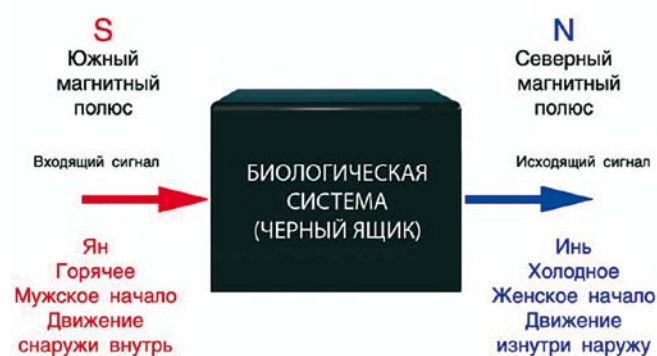 S
Южный
магнитный
полюс
Входящий сигнал
Ян
Горячее
Мужское начало
Движение
снаружи внутрь
БИОЛОГИЧЕСКАЯ
СИСТЕМА
(ЧЕРНЫЙ ЯЩИК)
N
Северный
магнитный
полюс
Исходящий сигнал
Инь
Холодное
Женское начало
Движение
изнутри наружу